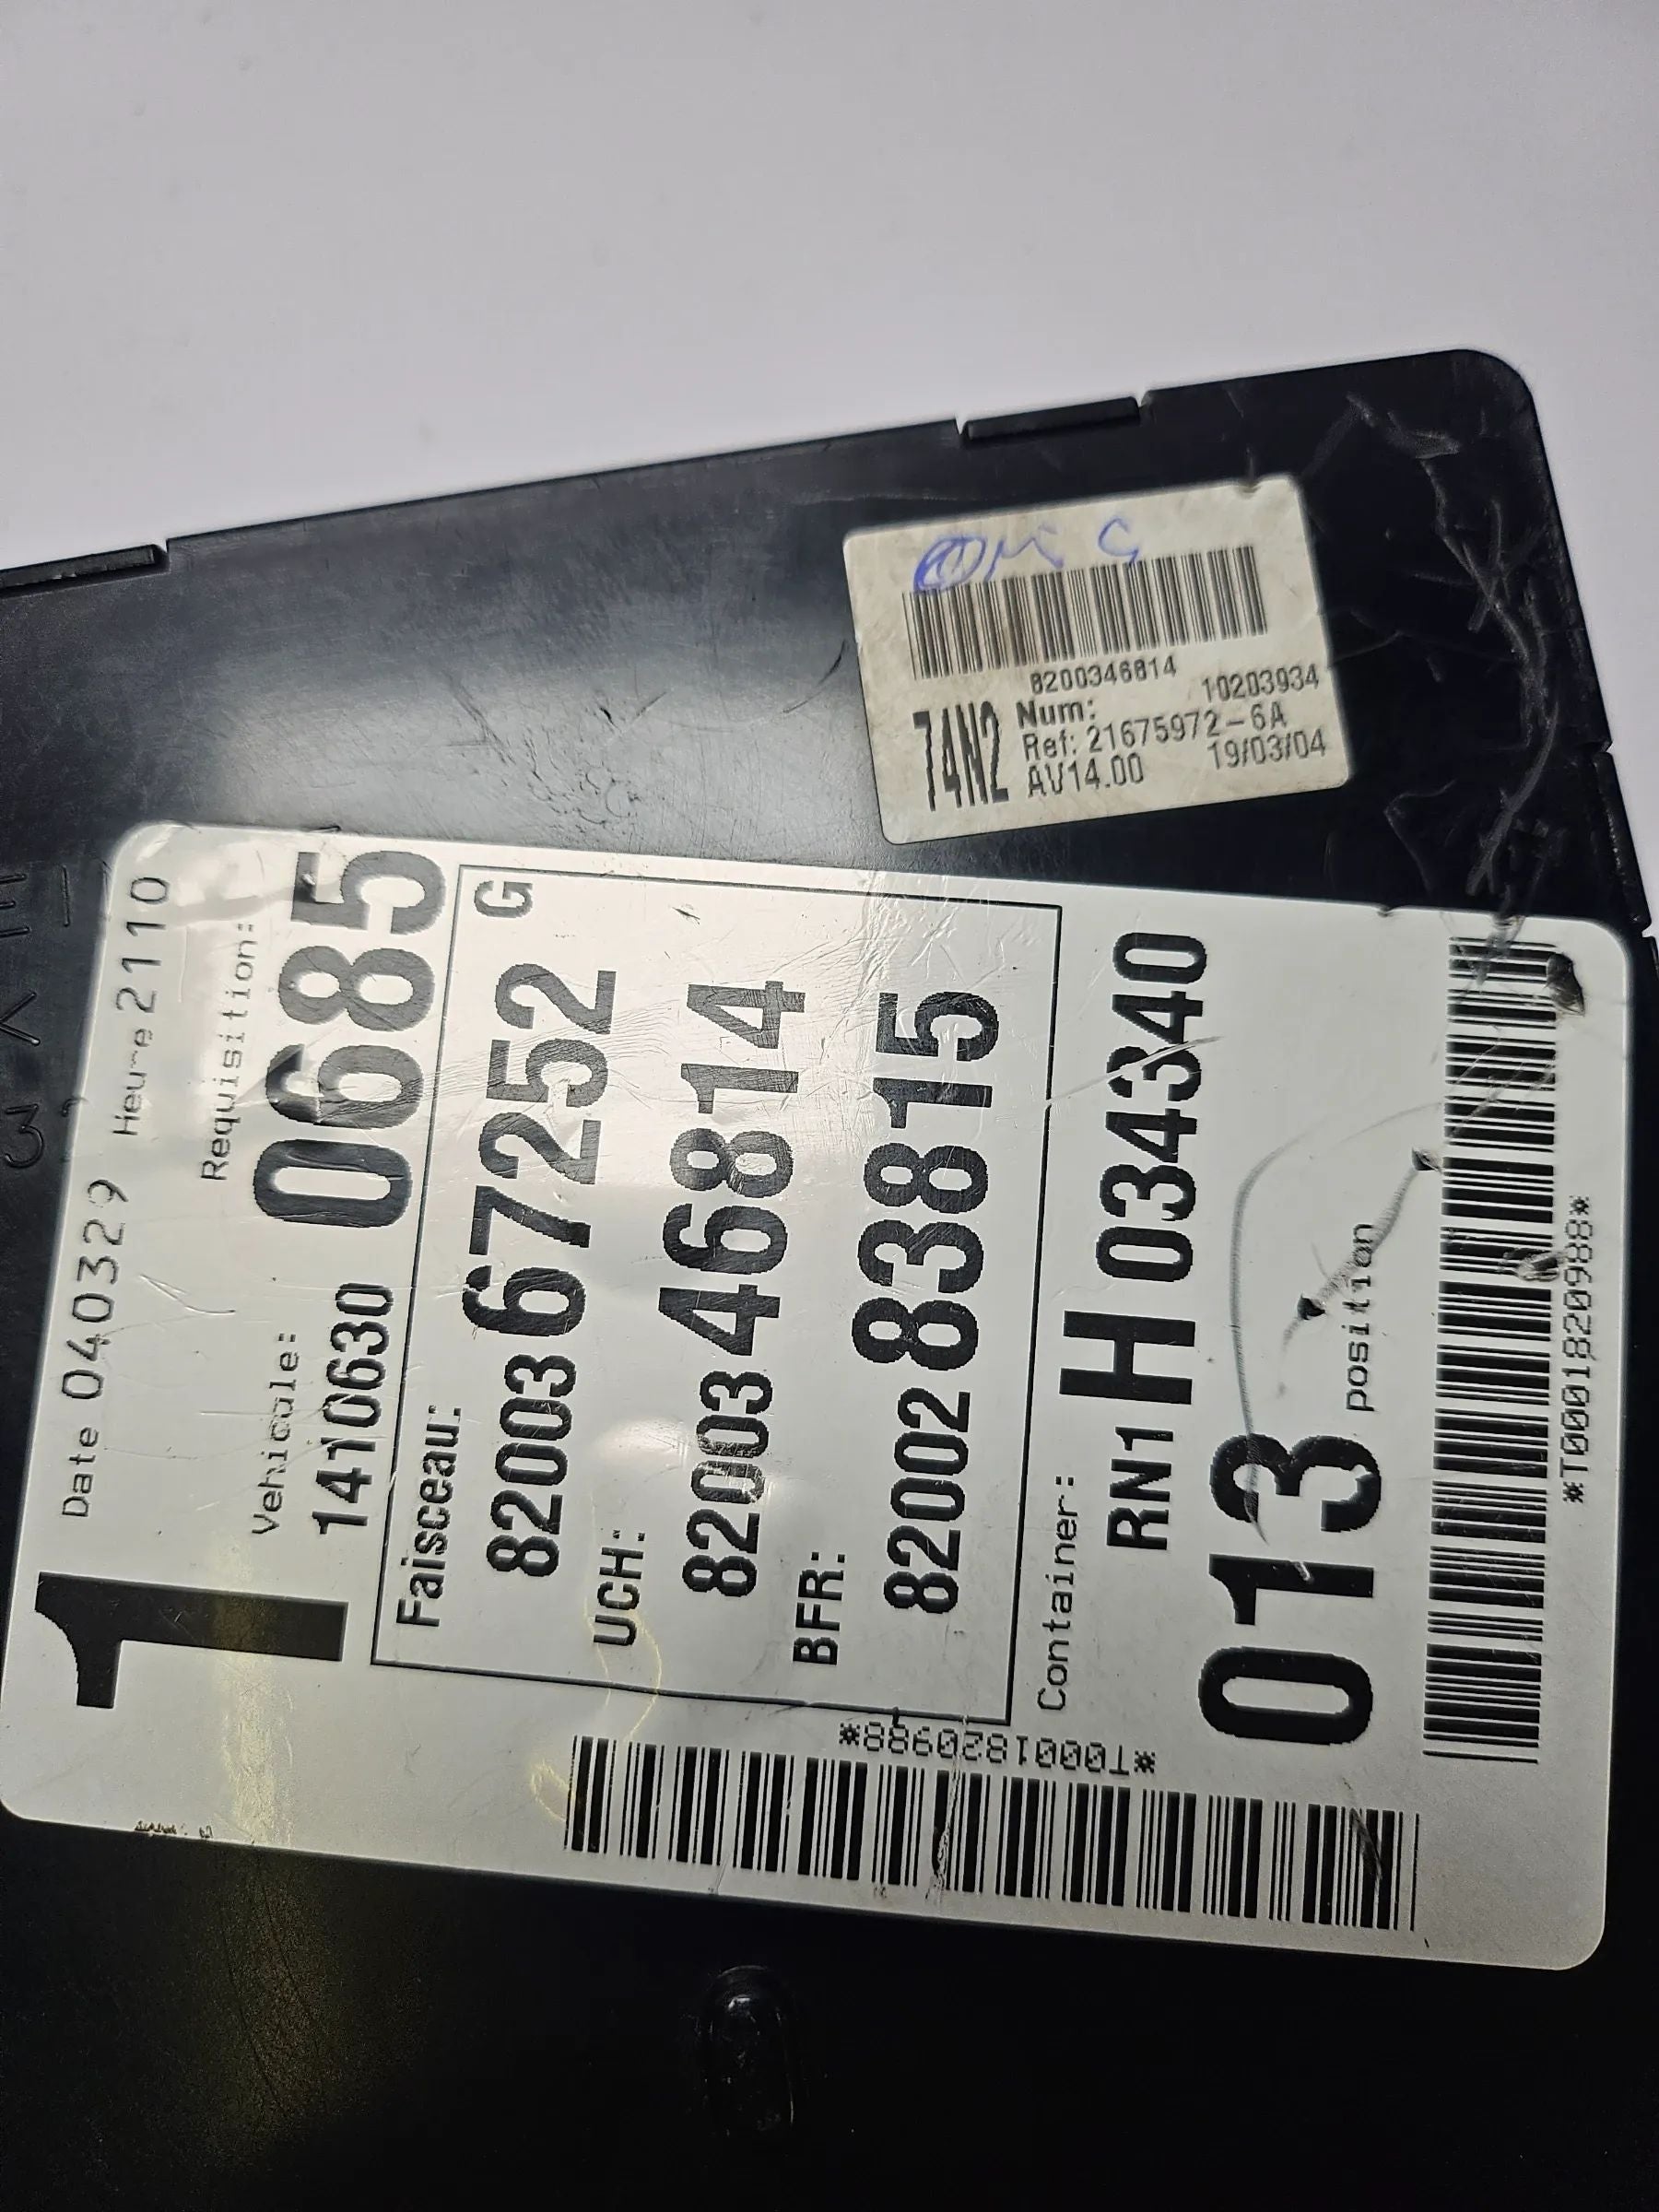 8200346814
74N2
Num: 10203934
Ref: 21675972-6A
AV14.00 19/03/04
Date 040329 Heure 2110
1
Vehicule: Requisition:
1410630 0685
Faisceau:
8200367252 G
UCH:
8200346814
BFR:
8200283815
Container:
RN1 H 034340
013 position
*T0001820988*
*T0001820988*